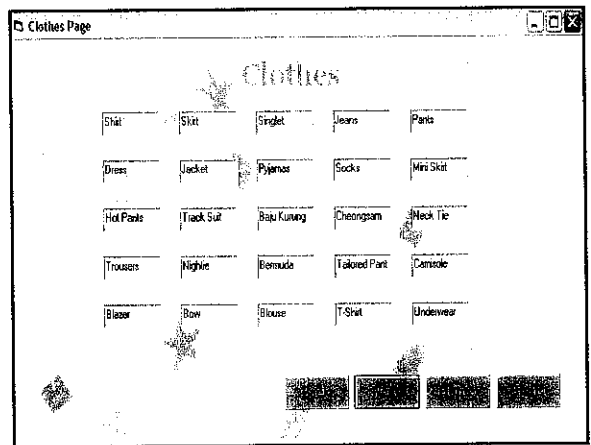 Clothes Page
Clothes
Shirt Skirt Singlet Jeans Pants
Dress Jacket Pyjamas Socks Mini Skirt
Hot Pants Track Suit Baju Kurung Cheongsam Neck Tie
Trousers Nightie Bermuda Tailored Pant Camisole
Blazer Bow Blouse T-Shirt Underwear